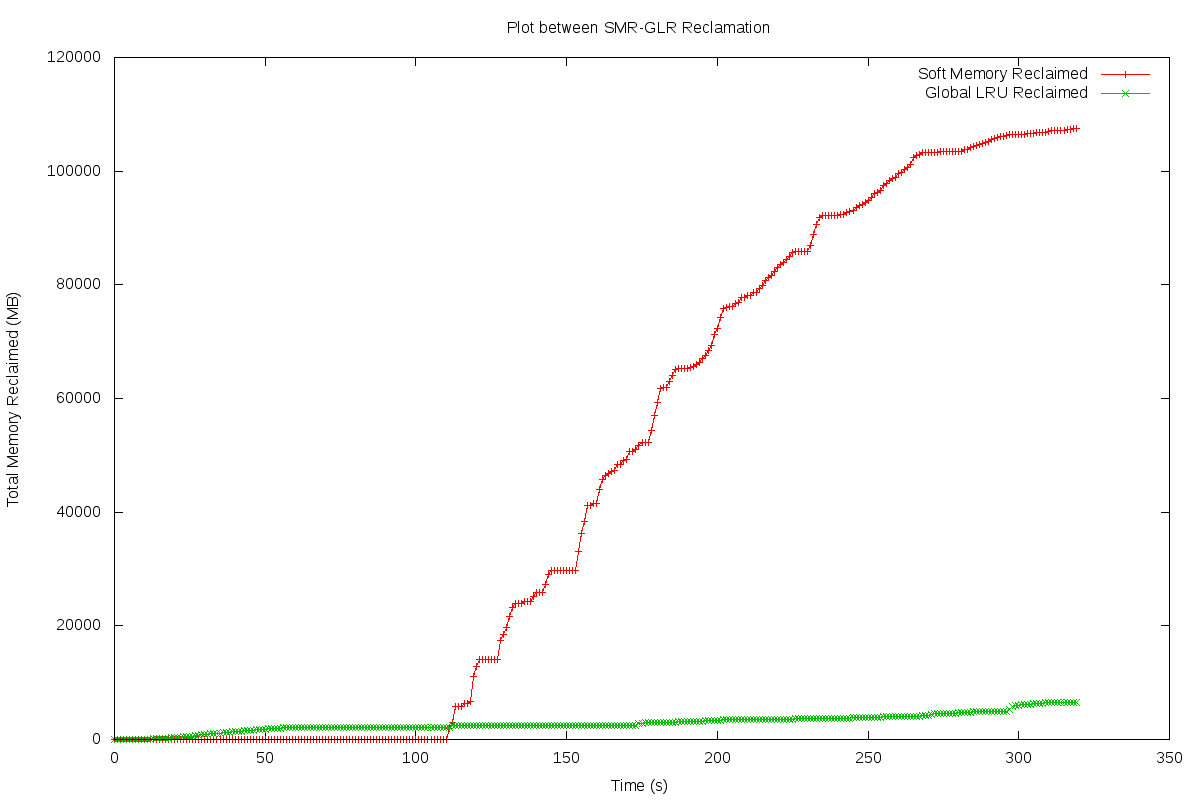 Plot between SMR-GLR Reclamation
Soft Memory Reclaimed
Global LRU Reclaimed
Total Memory Reclaimed (MB)
120000
100000
80000
60000
40000
20000
0
0 50 100 150 200 250 300 350
Time (s)